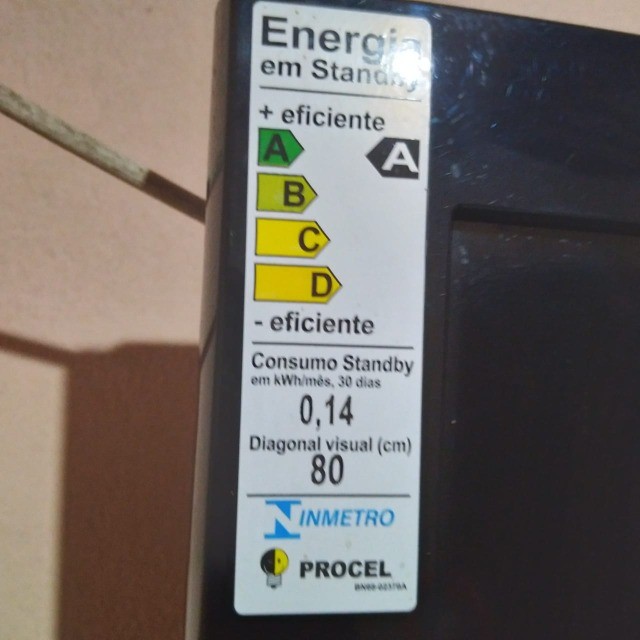 Energia
em Standby
+ eficiente
A A
B
C
D
- eficiente
Consumo Standby
em kWh/mês, 30 dias
0,14
Diagonal visual (cm)
80
INMETRO
PROCEL